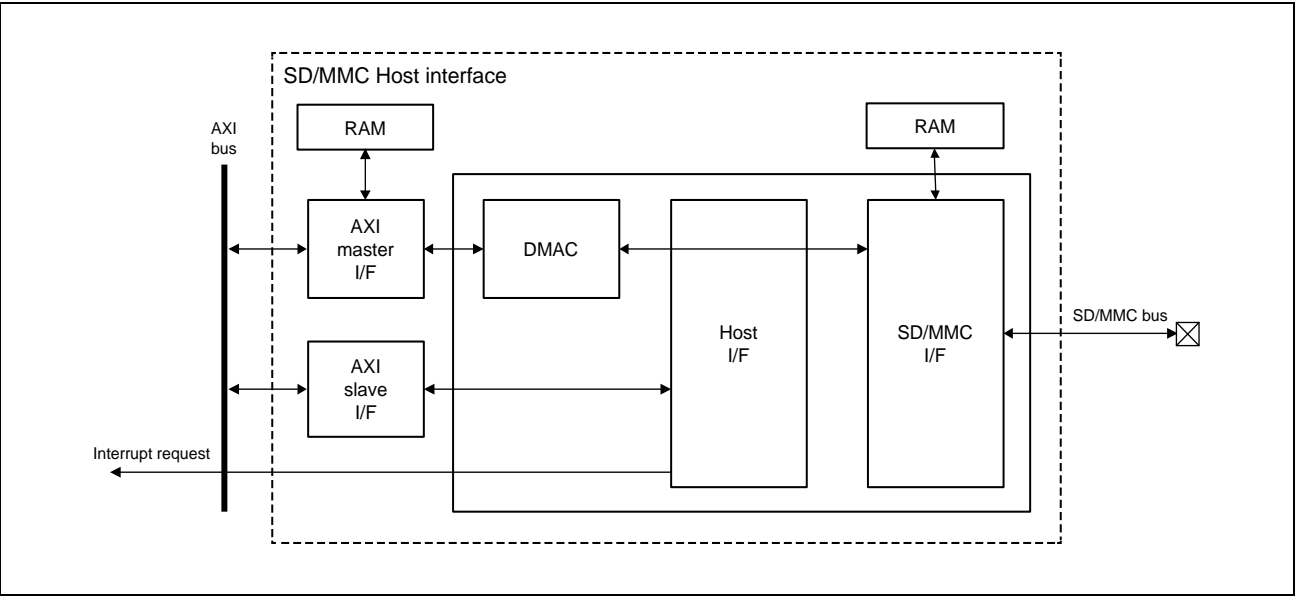 SD/MMC Host interface
AXI
bus
RAM
RAM
AXI
master
I/F
DMAC
Host
I/F
SD/MMC
I/F
SD/MMC bus
AXI
slave
I/F
Interrupt request